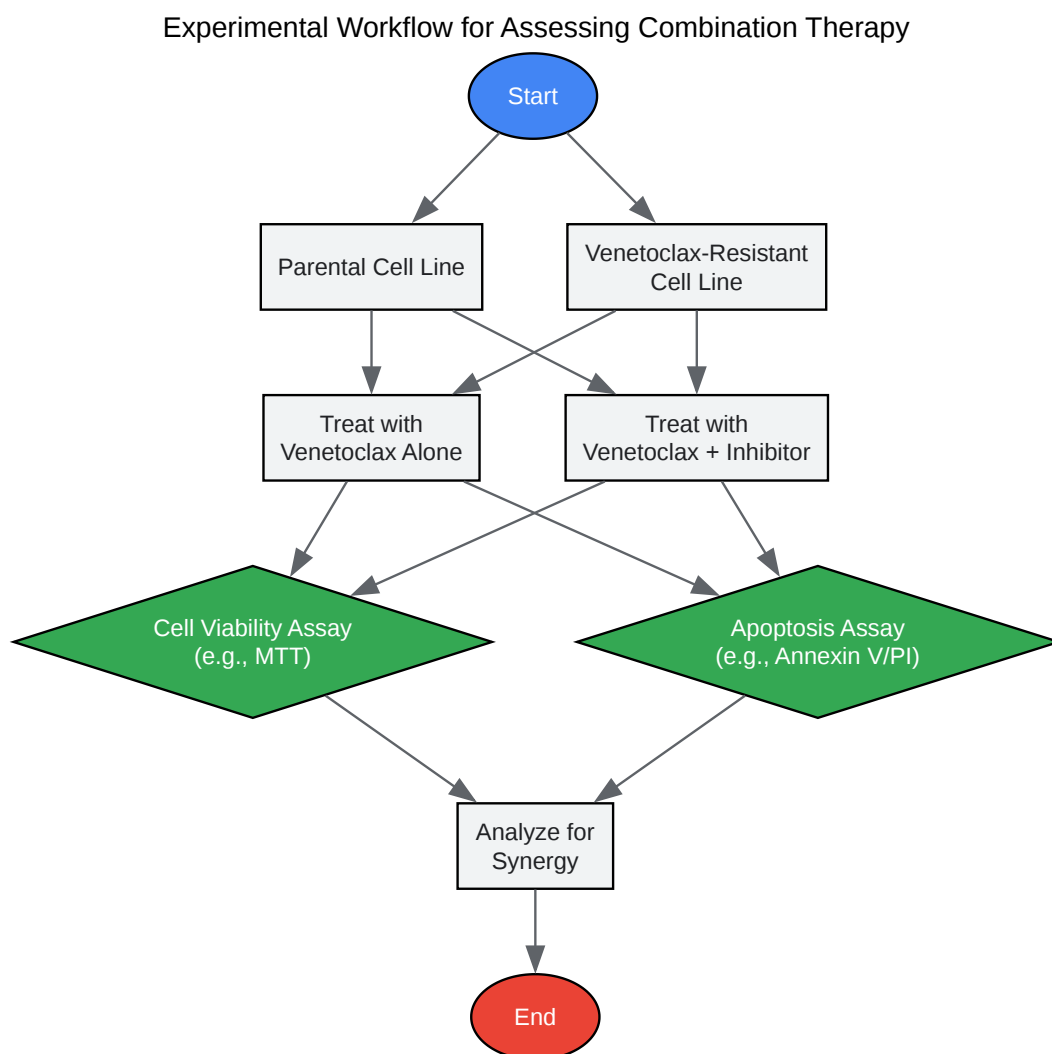 Experimental Workflow for Assessing Combination Therapy
Start
Parental Cell Line
Venetoclax-Resistant
Cell Line
Treat with
Venetoclax Alone
Treat with
Venetoclax + Inhibitor
Cell Viability Assay
(e.g., MTT)
Apoptosis Assay
(e.g., Annexin V/PI)
Analyze for
Synergy
End